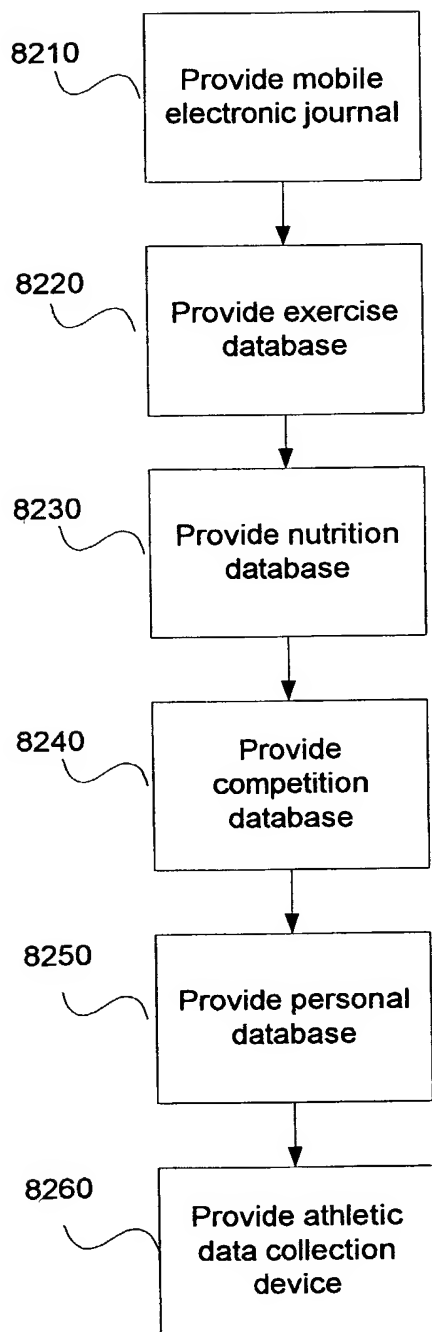 8210
Provide mobile
electronic journal
8220
Provide exercise
database
8230
Provide nutrition
database
8240
Provide
competition
database
8250
Provide personal
database
8260
Provide athletic
data collection
device